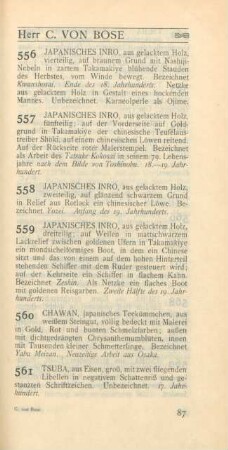 Herr C. VON BOSE
556 JAPANISCHES INRO, aus gelacktem Holz,
vierteilig, auf braunem Grund mit Kashiji-
Nebeln in zartem Takamakiye blühende Stauden
des Herbstes, vom Winde bewegt. Bezeichnet
Ende des 18. Jahrhunderts. Netzke
aus gelacktem Holz in Gestalt eines hockenden
Mannes. Unbezeichnet. Karneolperle als Ojime.
557 JAPANISCHES INRO, aus gelacktem Holz,
fünfteilig; auf der Vorderseite auf Gold-
grund in Takamakiye der chinesische Teufelaus-
treiber Shoki, auf einem chinesischen Löwen reitend.
Auf der Rückseite roter Malerstempel. Bezeichnet
als Arbeit des Tatsuke Kokosai in seinem 79. Lebens-
jahre nach dem Bilde von Toshinobu. 18.—19. Jahr-
hundert.
558 JAPANISCHES INRO, aus gelacktem Holz,
zweiteilig, auf glänzend schwarzem Grund
in Relief aus Rotlack ein chinesischer Löwe. Be-
zeichnet Yosei. Anfang des 19. Jahrhunderts.
559 JAPANISCHES INRO, aus gelacktem Holz,
dreiteilig; auf Wellen in mattschwarzem
Lackrelief zwischen goldenen Ufern in Takamakiye
ein mondscheinförmiges Boot, in dem ein Chinese
sitzt und das von einem auf dem hohen Hinterteil
stehenden Schiffer mit dem Ruder gesteuert wird;
auf der Kehrseite ein Schiffer in flachem Kahn.
Bezeichnet Zeshin. Als Netzke ein flaches Boot
mit goldenen Reisgarben. Zweite Hälfte des 19. Jahr-
hunderts.
560 CHAWAN, japanisches Teekümmchen, aus
weißem Steingut, völlig bedeckt mit Malerei
in Gold, Rot und bunten Schmelzfarben; außen
mit dichtgedrängten Chrysanthemumblüten, innen
mit Tausenden kleiner Schmetterlinge. Bezeichnet
Yabu Meizan. Neuzeitige Arbeit aus Osaka.
561 TSUBA, aus Eisen, groß, mit zwei fliegenden
Libellen in negativem Schattenriß und ge-
stanzten Schriftzeichen. Unbezeichnet. 17. Jahr-
hundert.
C. von Bose.
87